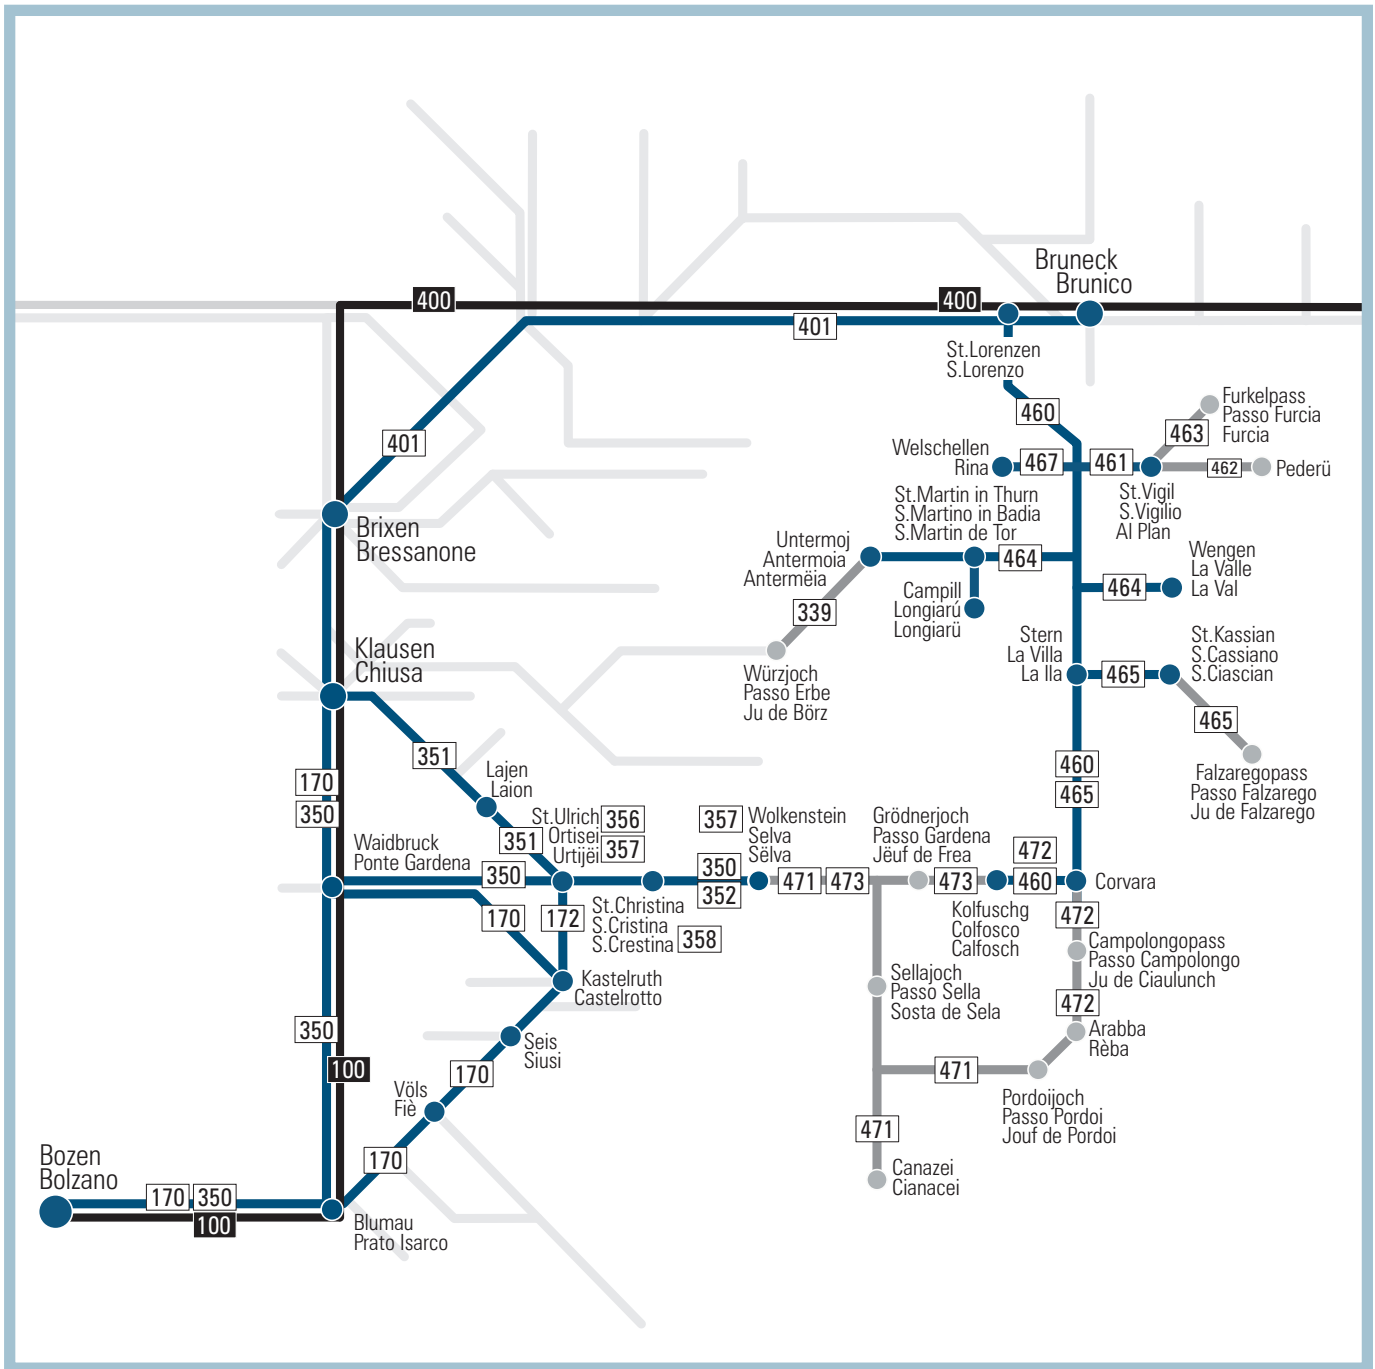 Bruneck
Brunico
400
400
401
St.Lorenzen
S.Lorenzo
460
Furkelpass
Passo Furcia
Furcia
463
401
Welschellen
Rina
467
461
462
Pederü
St.Vigil
S.Vigilio
Al Plan
St.Martin in Thurn
S.Martino in Badia
S.Martin de Tor
Brixen
Bressanone
Untermoj
Antermoia
Antermëia
464
Wengen
La Valle
La Val
464
Campill
Longiarú
Longiarü
339
Klausen
Chiusa
Stern
La Villa
La Ila
465
St.Kassian
S.Cassiano
S.Ciascian
Würzjoch
Passo Erbe
Ju de Börz
465
351
460
Falzaregopass
Passo Falzarego
Ju de Falzarego
170
350
Lajen
Laion
465
351
St.Ulrich
Ortisei
Urtijëi
356
357
357
Wolkenstein
Selva
Sëlva
Grödnerjoch
Passo Gardena
Jëuf de Frea
472
Waidbruck
Ponte Gardena
350
350
352
471
473
473
460
Corvara
170
172
St.Christina
S.Cristina
S.Crestina
358
Kolfuschg
Colfosco
Calfosch
472
Campolongopass
Passo Campolongo
Ju de Ciaulunch
Kastelruth
Castelrotto
Sellajoch
Passo Sella
Sosta de Sela
472
350
Seis
Siusi
Arabba
Rèba
100
170
471
Völs
Fiè
Pordoijoch
Passo Pordoi
Jouf de Pordoi
471
170
Bozen
Bolzano
Canazei
Cianacei
170
350
100
Blumau
Prato Isarco